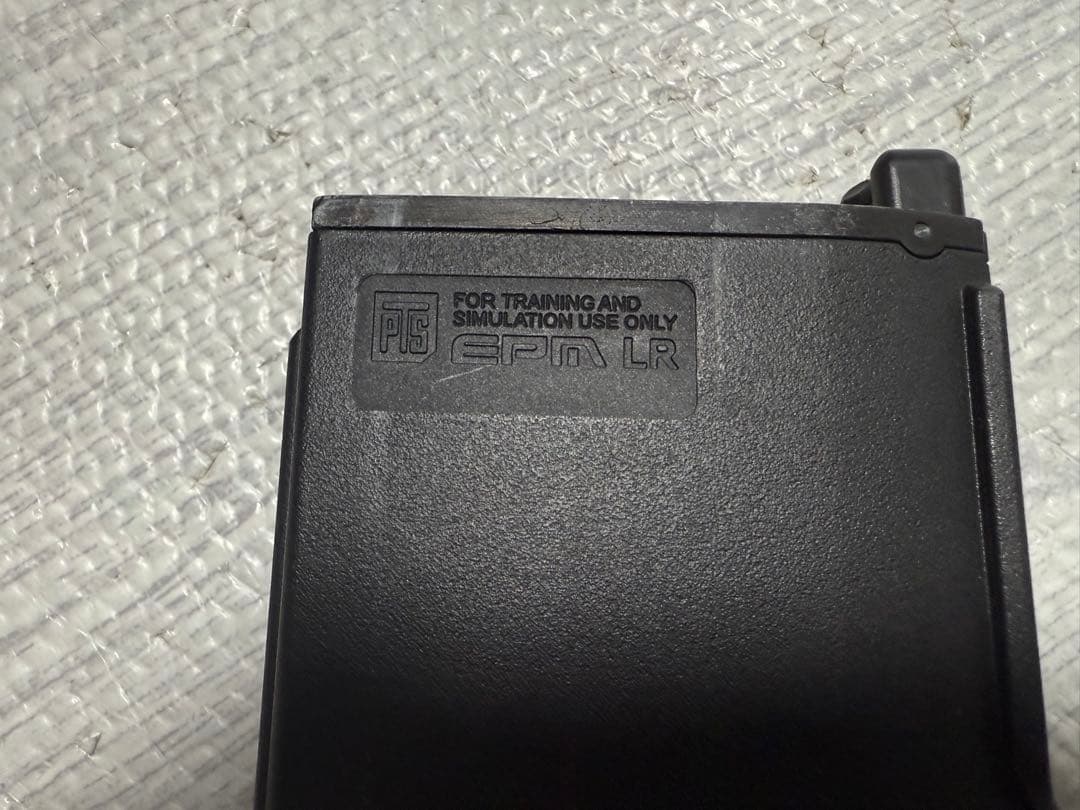 PTS
FOR TRAINING AND
SIMULATION USE ONLY
EPM LR